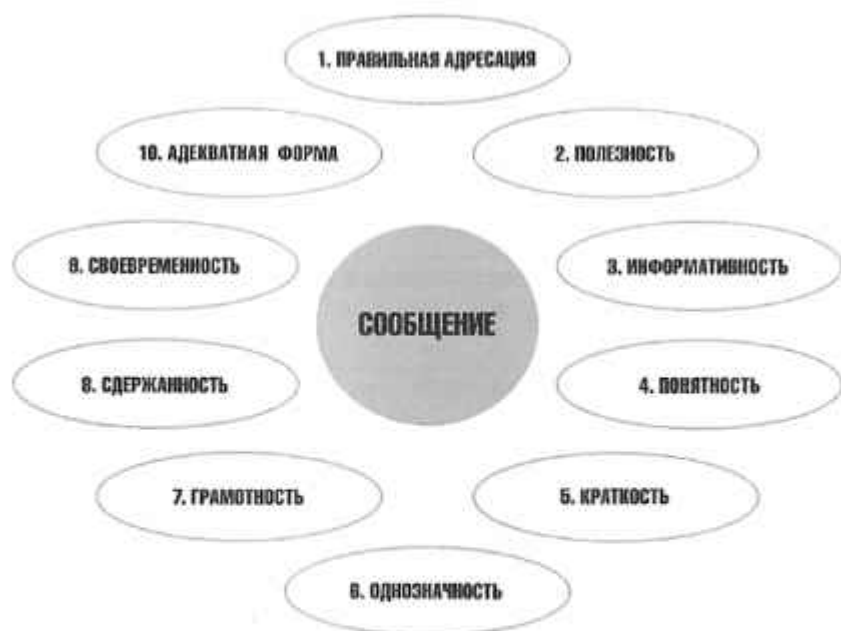 1. ПРАВИЛЬНАЯ АДРЕСАЦИЯ
10. АДЕКВАТНАЯ ФОРМА
2. ПОЛЕЗНОСТЬ
9. СВОЕВРЕМЕННОСТЬ
3. ИНФОРМАТИВНОСТЬ
СООБЩЕНИЕ
8. СДЕРЖАННОСТЬ
4. ПОНЯТНОСТЬ
7. ГРАМОТНОСТЬ
5. КРАТКОСТЬ
6. ОДНОЗНАЧНОСТЬ